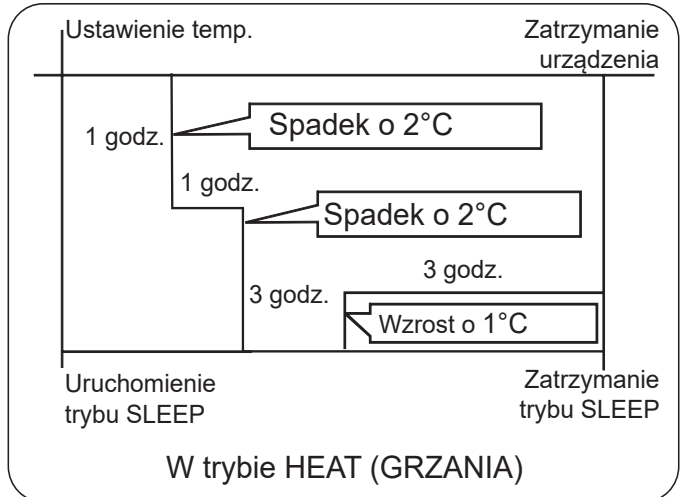 Ustawienie temp.
Zatrzymanie
urządzenia
1 godz.
Spadek o 2°C
1 godz.
Spadek o 2°C
3 godz.
3 godz.
Wzrost o 1°C
Uruchomienie
trybu SLEEP
Zatrzymanie
trybu SLEEP
W trybie HEAT (GRZANIA)